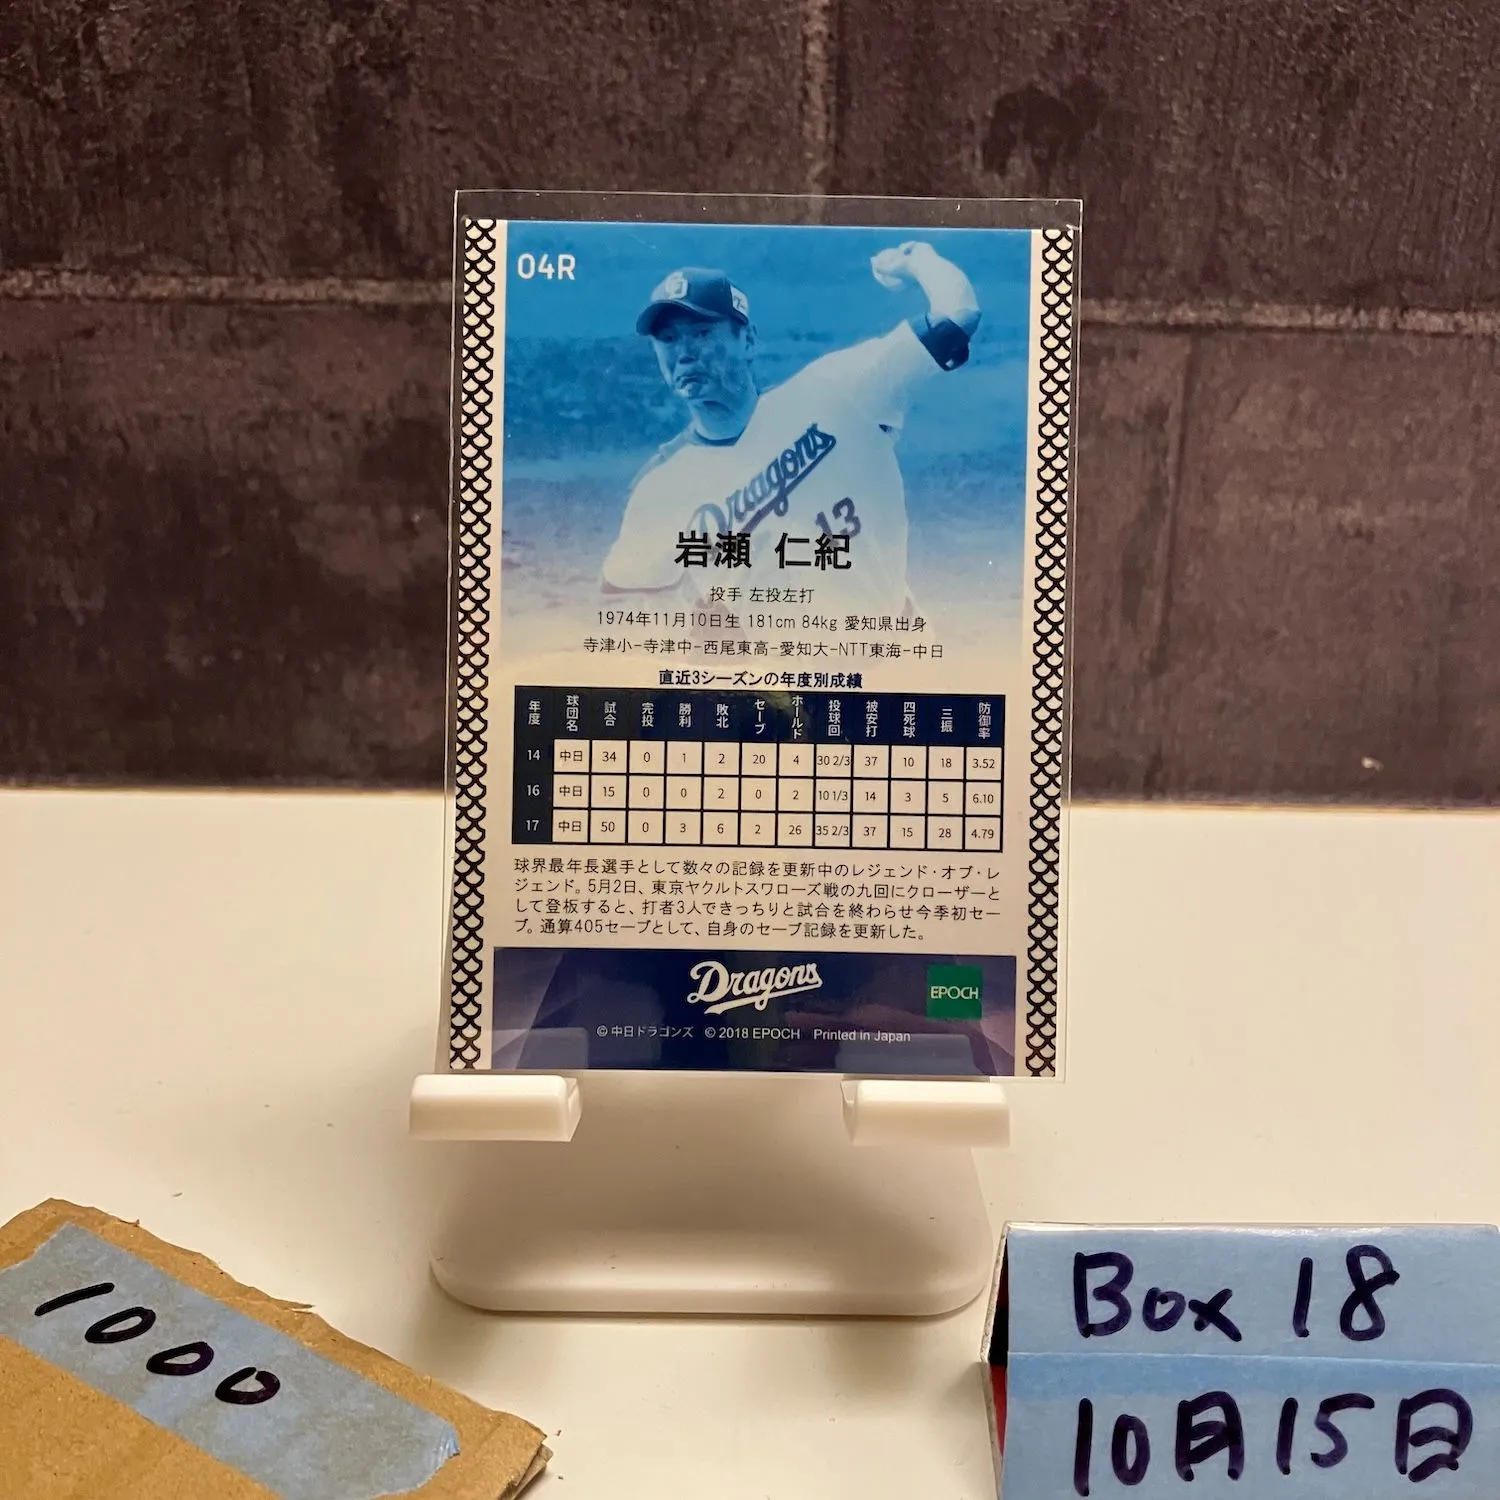 04R
Dragons
13
岩瀬 仁紀
投手 左投左打
1974年11月10日生 181cm 84kg 愛知県出身
寺津小-寺津中-西尾東高-愛知大-NTT東海-中日
直近3シーズンの年度別成績
年度 球団名 試合 完投 勝利 敗北 セーブ ホールド 投球回 被安打 四死球 三振 防御率
14 中日 34 0 1 2 20 4 30 2/3 37 10 18 3.52
16 中日 15 0 0 2 0 2 10 1/3 14 3 5 6.10
17 中日 50 0 3 6 2 26 35 2/3 37 15 28 4.79
球界最年長選手として数々の記録を更新中のレジェンド・オブ・レ
ジェンド。5月2日、東京ヤクルトスワローズ戦の九回にクローザーと
して登板すると、打者3人できっちりと試合を終わらせ今季初セー
ブ。通算405セーブとして、自身のセーブ記録を更新した。
Dragons
EPOCH
© 中日ドラゴンズ © 2018 EPOCH Printed in Japan
1000
Box 18
10月15日